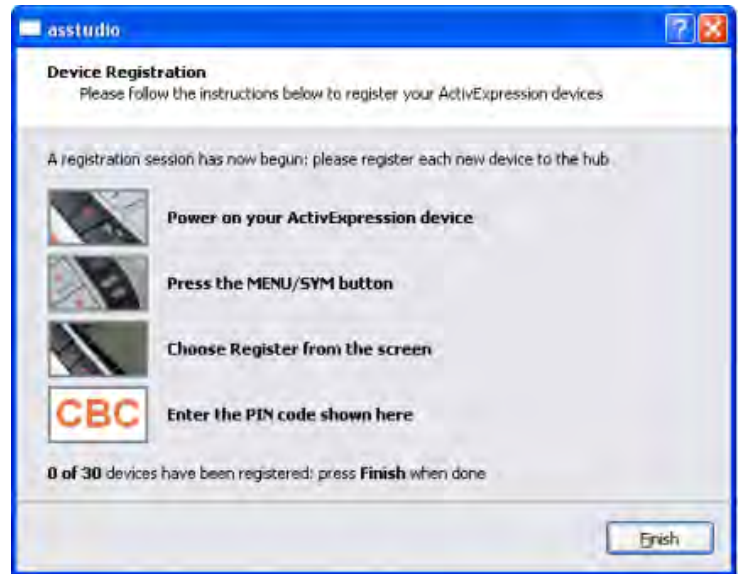 asstudio
Device Registration
Please follow the instructions below to register your ActivExpression devices
A registration session has now begun: please register each new device to the hub
Power on your ActivExpression device
Press the MENU/SYM button
Choose Register from the screen
CBC
Enter the PIN code shown here
0 of 30 devices have been registered: press Finish when done
Finish